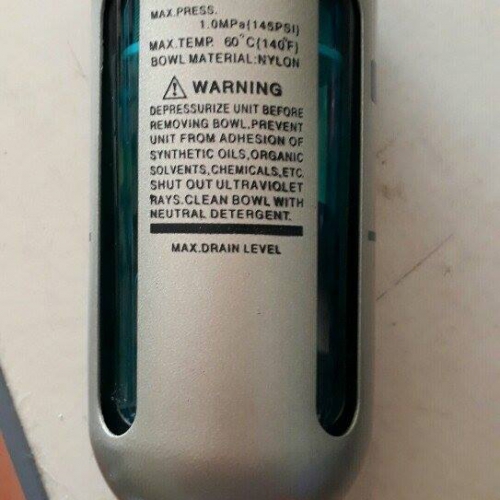 MAX.PRESS.
1.0MPa(145PSI)
MAX.TEMP. 60°C(140°F)
BOWL MATERIAL:NYLON
WARNING
DEPRESSURIZE UNIT BEFORE
REMOVING BOWL.PREVENT
UNIT FROM ADHESION OF
SYNTHETIC OILS,ORGANIC
SOLVENTS,CHEMICALS,ETC.
SHUT OUT ULTRAVIOLET
RAYS.CLEAN BOWL WITH
NEUTRAL DETERGENT.
MAX.DRAIN LEVEL